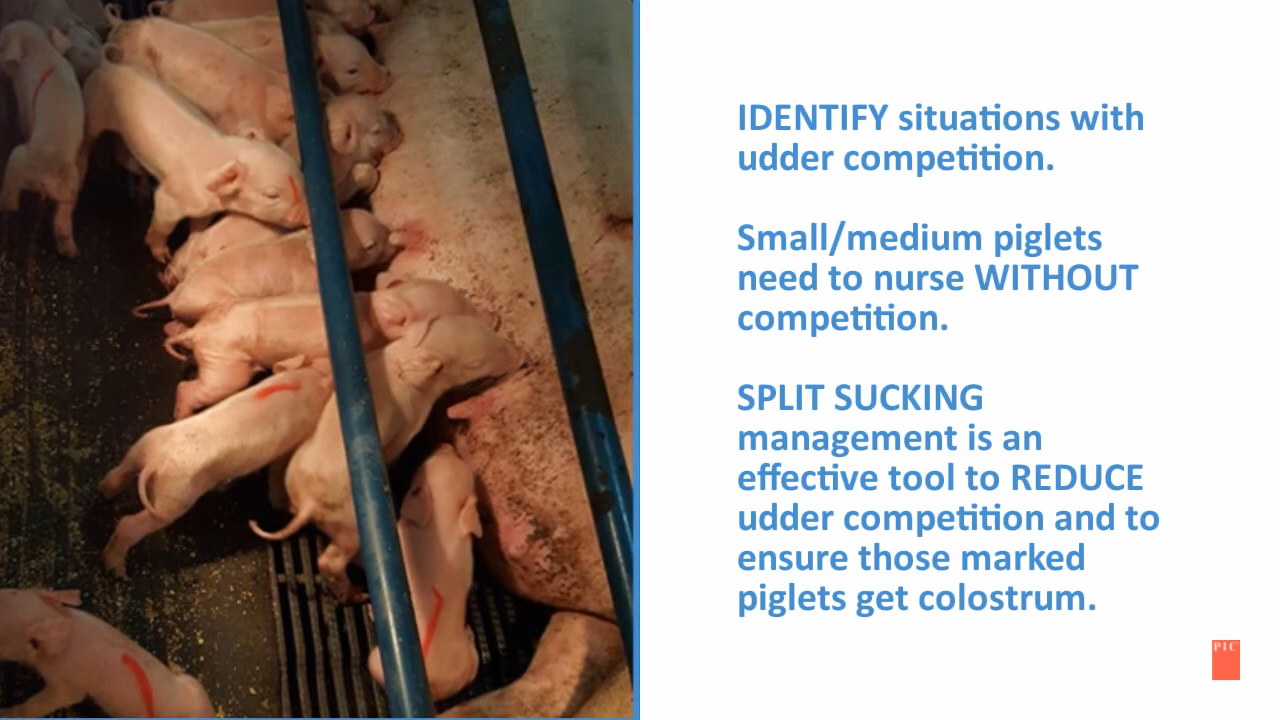 IDENTIFY situations with
udder competition.
Small/medium piglets
need to nurse WITHOUT
competition.
SPLIT SUCKING
management is an
effective tool to REDUCE
udder competition and to
ensure those marked
piglets get colostrum.
PIC